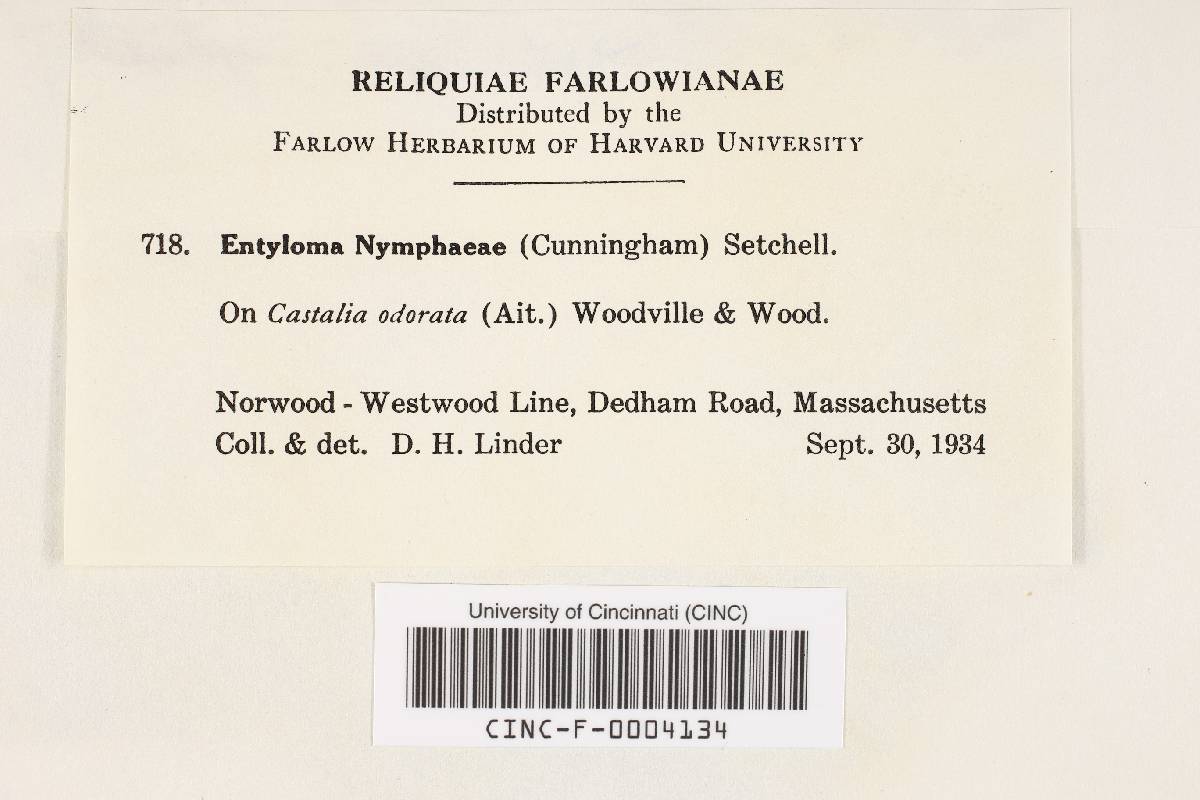 RELIQUIAE FARLOWIANAE
Distributed by the
FARLOW HERBARIUM OF HARVARD UNIVERSITY
718. Entyloma Nymphaeae (Cunningham) Setchell.
On Castalia odorata (Ait.) Woodville & Wood.
Norwood - Westwood Line, Dedham Road, Massachusetts
Coll. & det. D. H. Linder Sept. 30, 1934
University of Cincinnati (CINC)
CINC-F-0004134